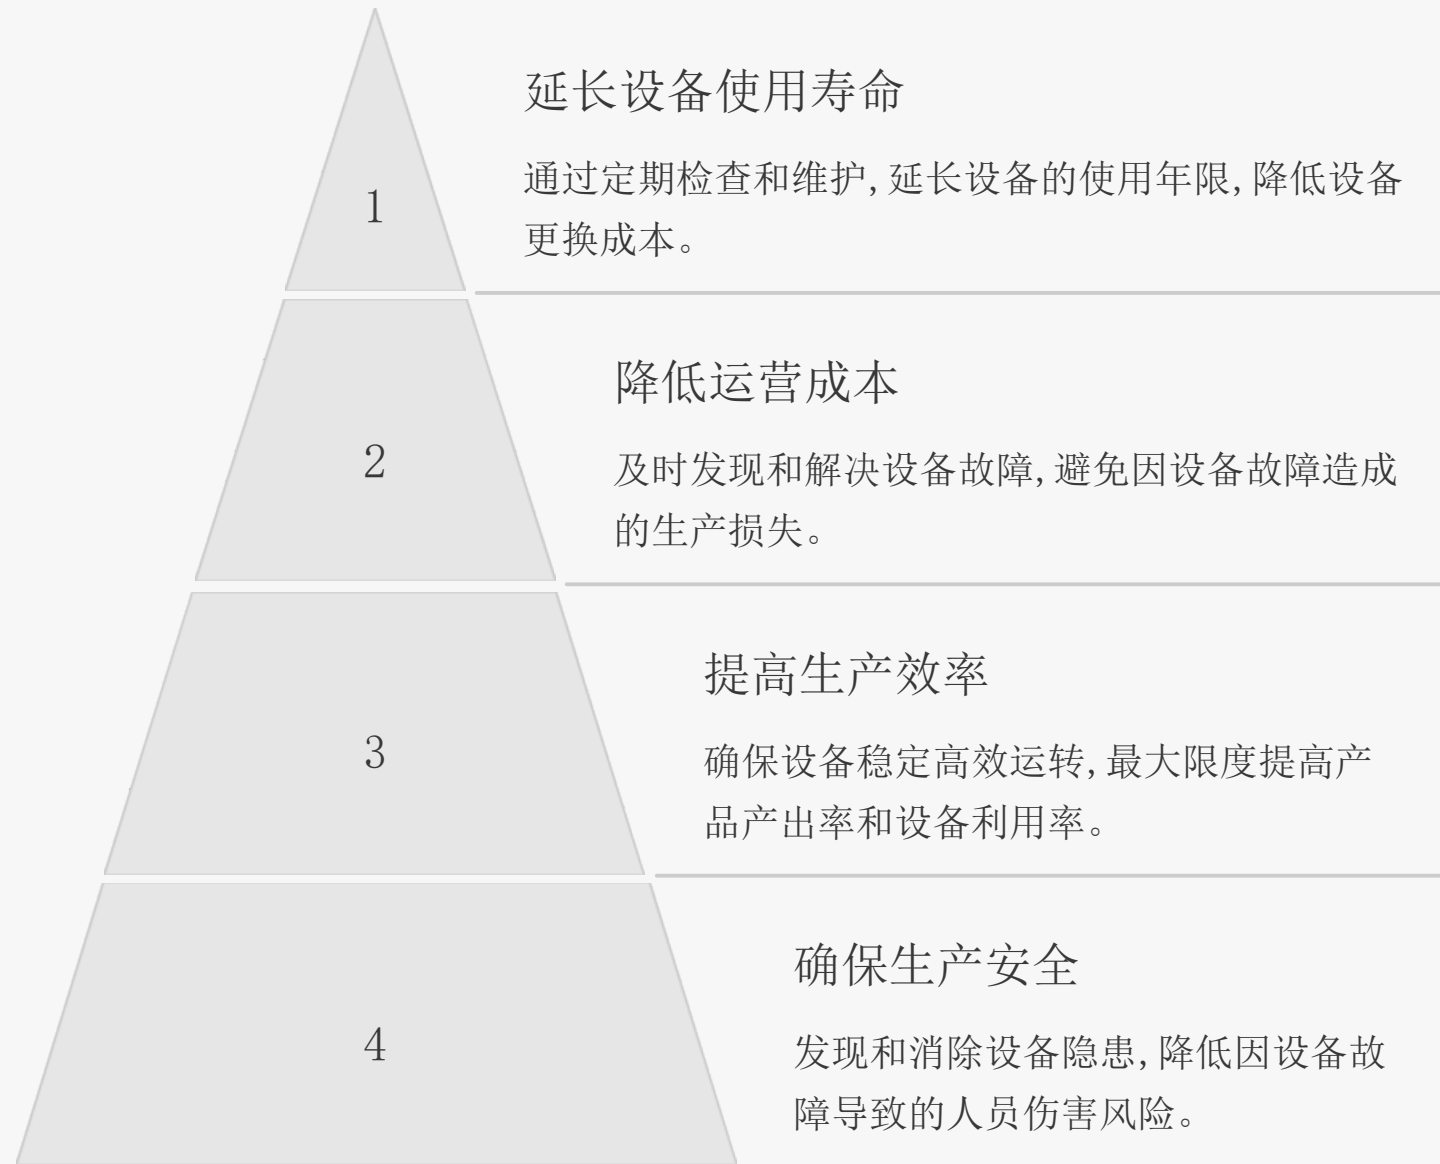 延长设备使用寿命
通过定期检查和维护,延长设备的使用年限,降低设备
更换成本。
1
降低运营成本
及时发现和解决设备故障,避免因设备故障造成
的生产损失。
2
提高生产效率
确保设备稳定高效运转,最大限度提高产
品产出率和设备利用率。
3
确保生产安全
发现和消除设备隐患,降低因设备故
障导致的人员伤害风险。
4